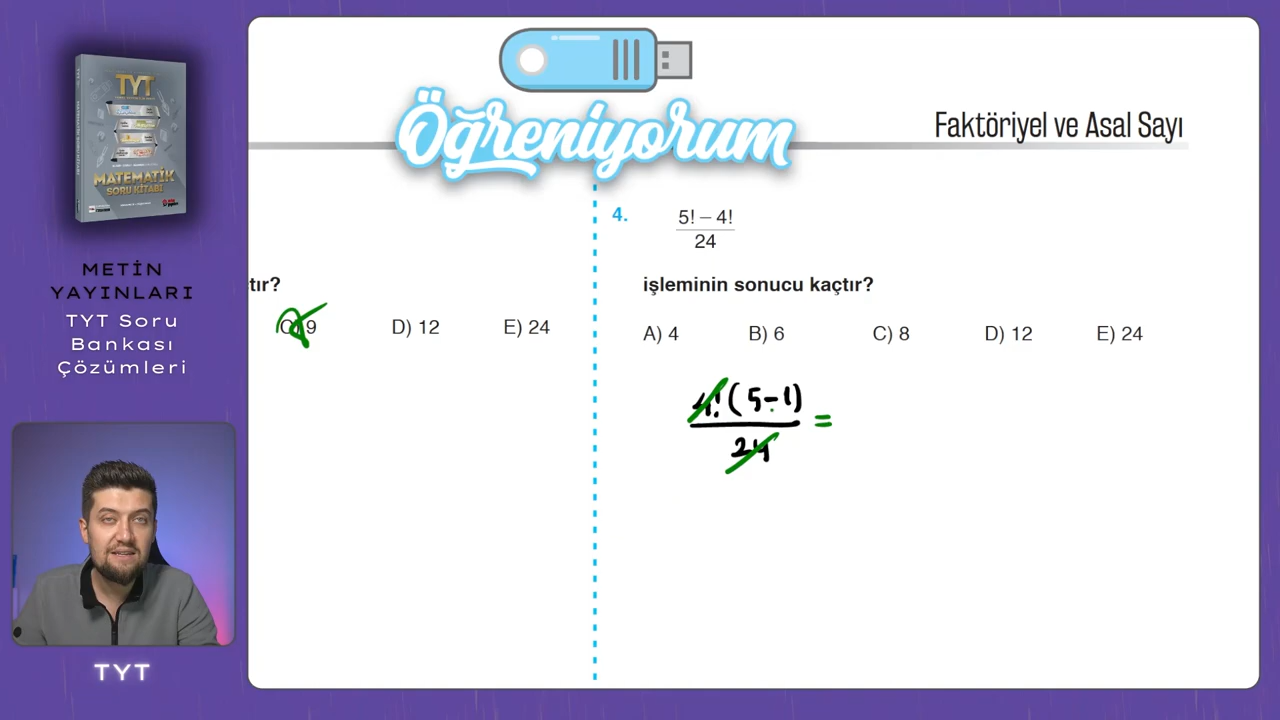 TYT
MATEMATİK
SORU KİTABI
METİN
YAYINLARI
TYT Soru
Bankası
Çözümleri
TYT
Öğreniyorum
Faktöriyel ve Asal Sayı
tır?
C) 9 D) 12 E) 24
4. 5! – 4!
24
işleminin sonucu kaçtır?
A) 4 B) 6 C) 8 D) 12 E) 24
4! (5-1)
24
=